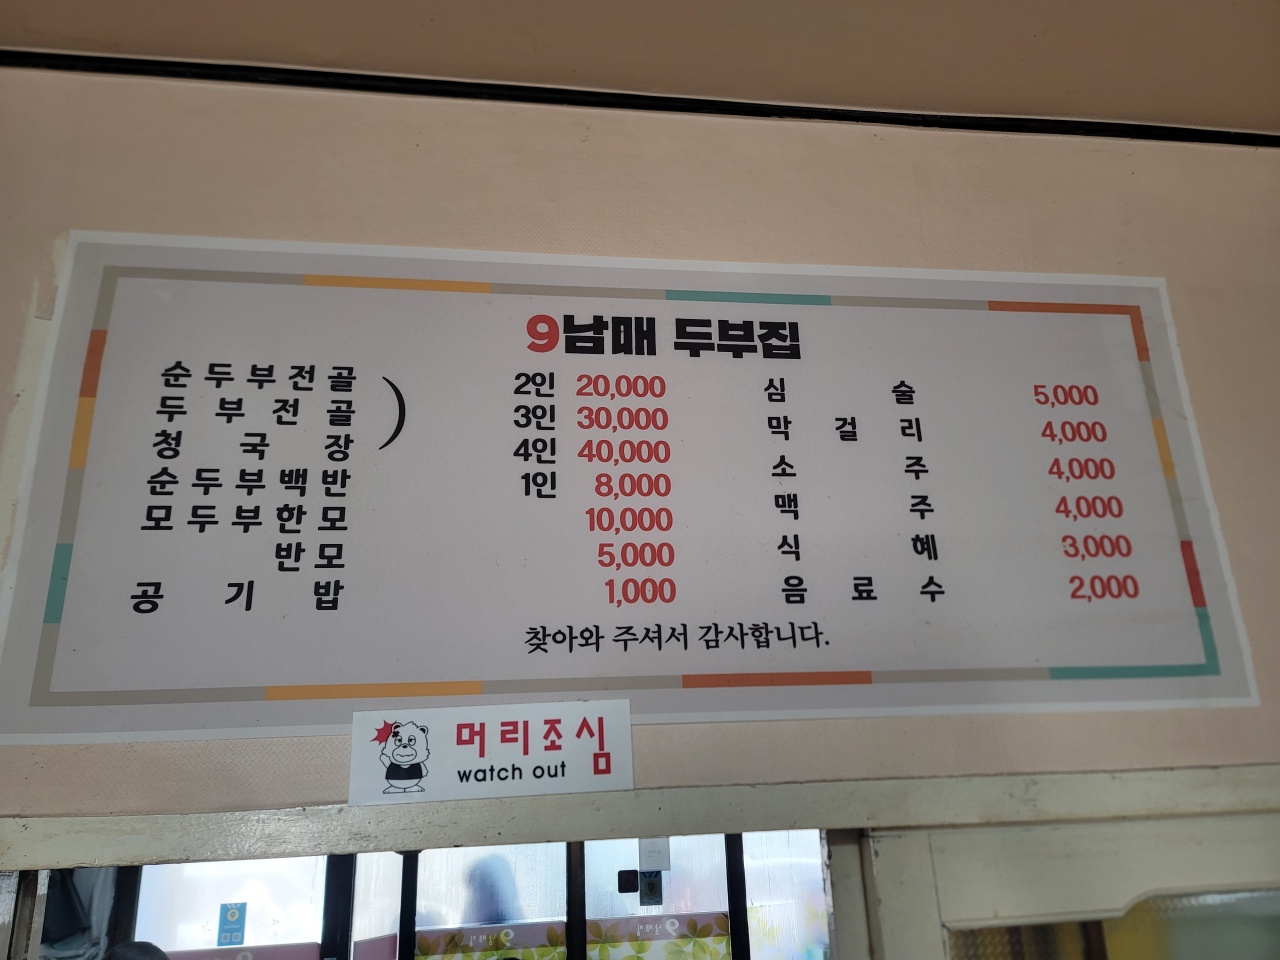 9남매 두부집
순두부전골 2인 20,000
두부전골 3인 30,000
청국장 4인 40,000
순두부백반 1인 8,000
모두부한모 10,000
반모 5,000
공기밥 1,000
심술 5,000
막걸리 4,000
소주 4,000
맥주 4,000
식혜 3,000
음료수 2,000
찾아와 주셔서 감사합니다.
머리조심
watch out